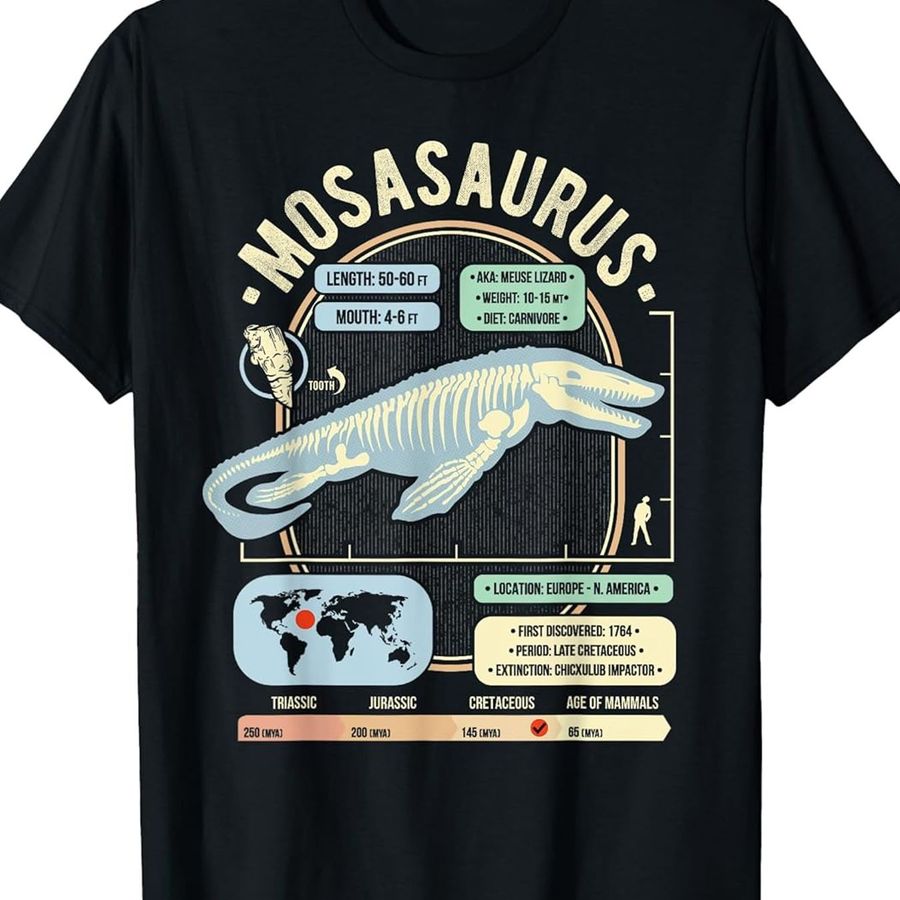 MOSASAURUS
LENGTH: 50-60 FT
MOUTH: 4-6 FT
• AKA: MEUSE LIZARD •
• WEIGHT: 10-15 MT •
• DIET: CARNIVORE •
TOOTH
• LOCATION: EUROPE - N. AMERICA •
• FIRST DISCOVERED: 1764 •
• PERIOD: LATE CRETACEOUS •
• EXTINCTION: CHICXULUB IMPACTOR •
TRIASSIC JURASSIC CRETACEOUS AGE OF MAMMALS
250 (MYA) 200 (MYA) 145 (MYA) 65 (MYA)